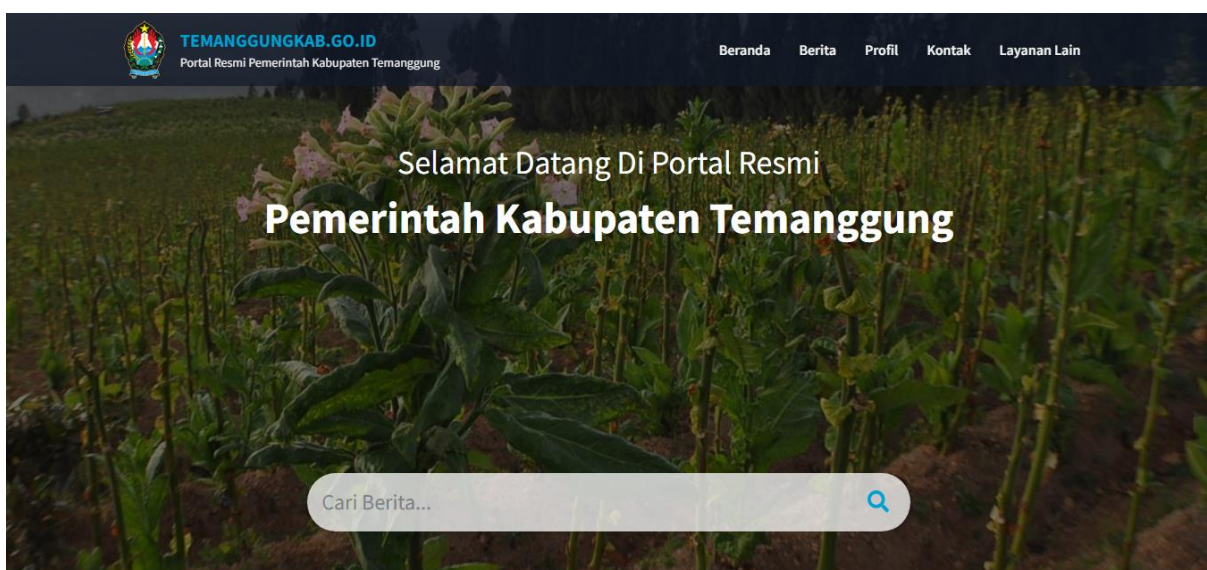 TEMANGGUNGKAB.GO.ID
Portal Resmi Pemerintah Kabupaten Temanggung
Beranda Berita Profil Kontak Layanan Lain
Selamat Datang Di Portal Resmi
Pemerintah Kabupaten Temanggung
Cari Berita...